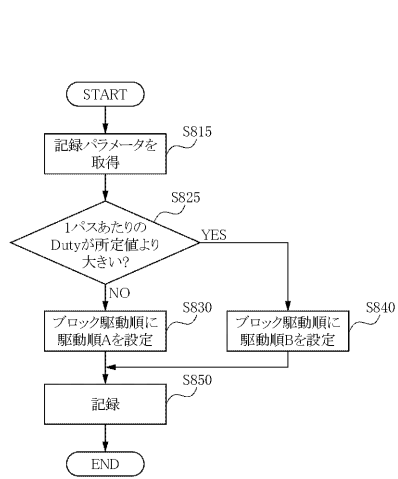 START
S815
記録パラメータを
取得
S825
1パスあたりの
Dutyが所定値より
大きい?
YES
NO
S830
ブロック駆動順に
駆動順Aを設定
S840
ブロック駆動順に
駆動順Bを設定
S850
記録
END